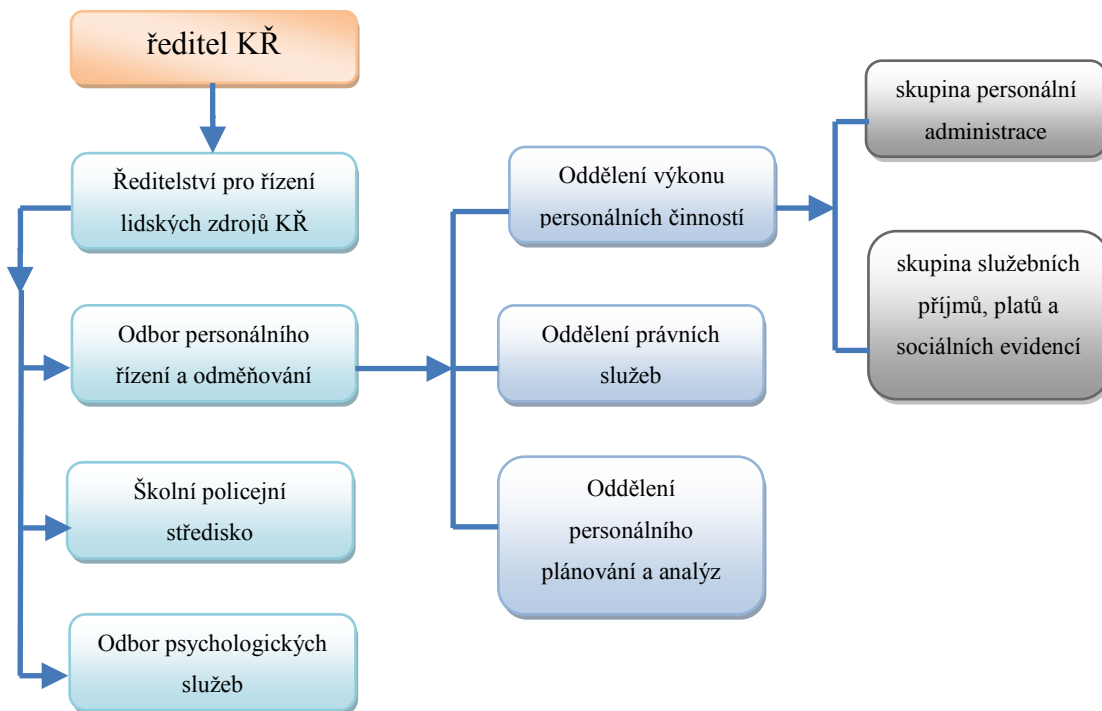 ředitel KŘ
Ředitelství pro řízení
lidských zdrojů KŘ
Odbor personálního
řízení a odměňování
Školní policejní
středisko
Odbor psychologických
služeb
Oddělení výkonu
personálních činností
Oddělení právních
služeb
Oddělení
personálního
plánování a analýz
skupina personální
administrace
skupina služebních
příjmů, platů a
sociálních evidencí